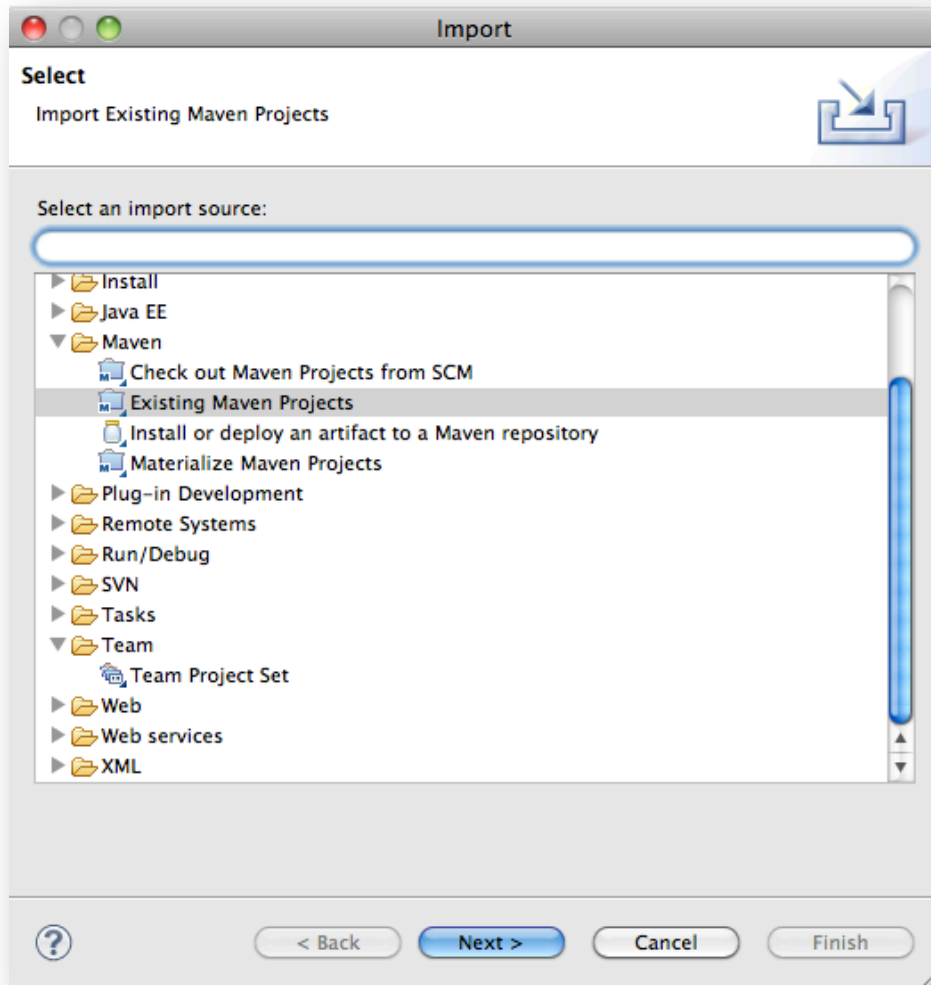 Import
Select
Import Existing Maven Projects
Select an import source:
Install
Java EE
Maven
Check out Maven Projects from SCM
Existing Maven Projects
Install or deploy an artifact to a Maven repository
Materialize Maven Projects
Plug-in Development
Remote Systems
Run/Debug
SVN
Tasks
Team
Team Project Set
Web
Web services
XML
? < Back Next > Cancel Finish